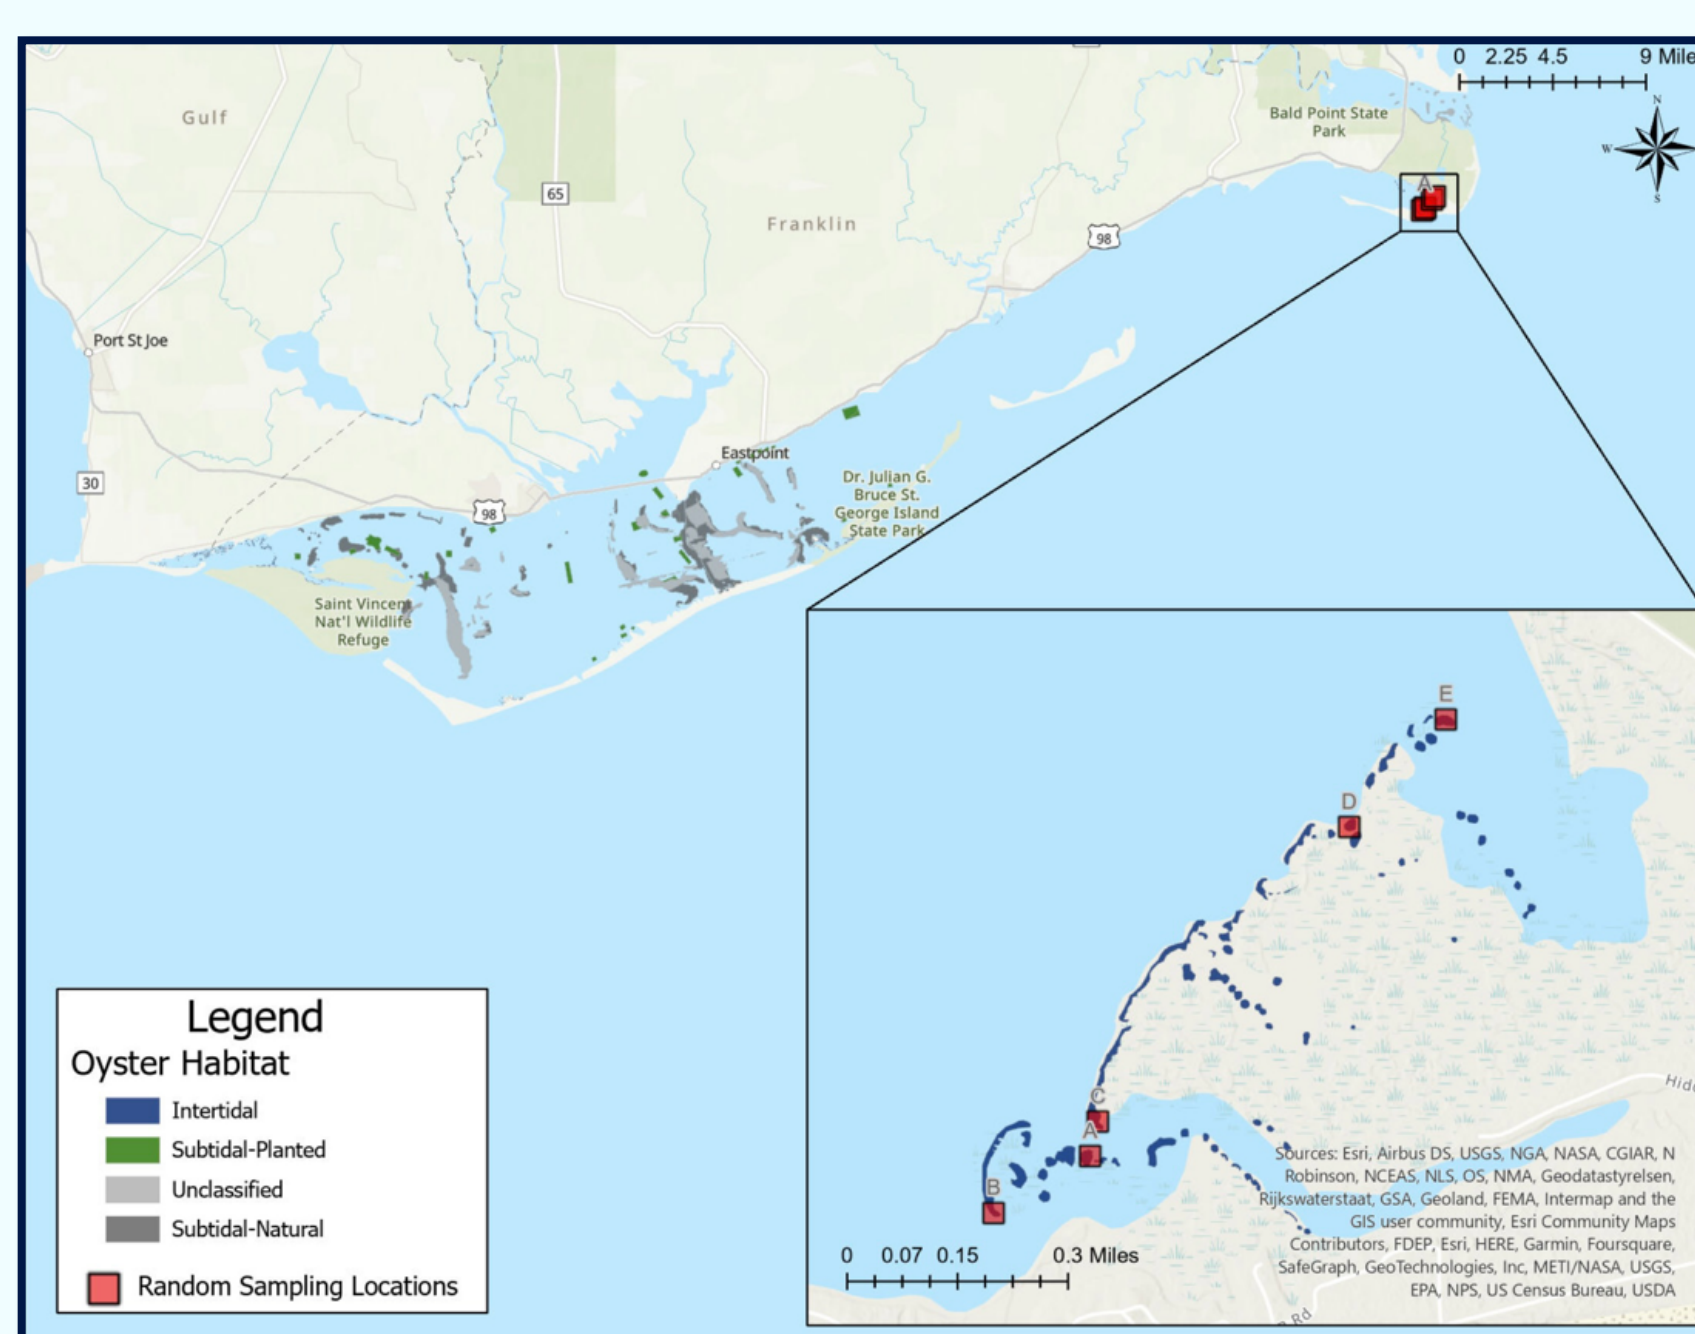 0 2.25 4.5 9 Mile
N
W
S
Gulf
65
Franklin
Bald Point State
Park
A
98
Port St Joe
30
Eastpoint
98
Dr. Julian G.
Bruce St.
George Island
State Park
Saint Vincen
Nat'l Wildlife
Refuge
E
D
C
A
B
Hid
Sources: Esri, Airbus DS, USGS, NGA, NASA, CGIAR, N
Robinson, NCEAS, NLS, OS, NMA, Geodatastyrelsen,
Rijkswaterstaat, GSA, Geoland, FEMA, Intermap and the
GIS user community, Esri Community Maps
Contributors, FDEP, Esri, HERE, Garmin, Foursquare,
SafeGraph, GeoTechnologies, Inc, METI/NASA, USGS,
EPA, NPS, US Census Bureau, USDA
0 0.07 0.15 0.3 Miles
Rd
Legend
Oyster Habitat
Intertidal
Subtidal-Planted
Unclassified
Subtidal-Natural
Random Sampling Locations